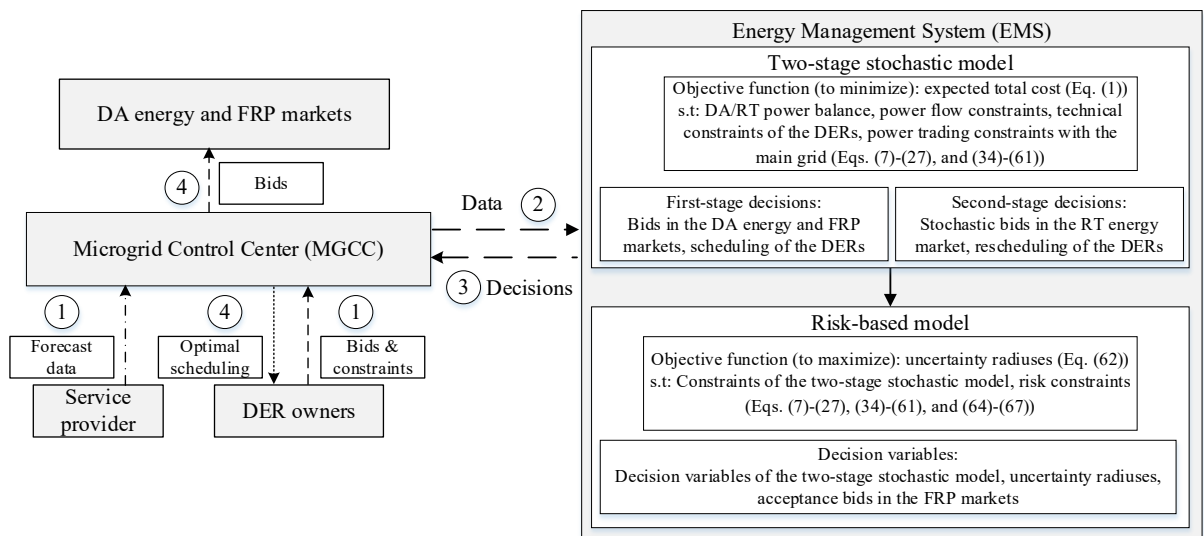 DA energy and FRP markets
4
Bids
Microgrid Control Center (MGCC)
1
Forecast
data
4
Optimal
scheduling
1
Bids &
constraints
Service
provider
DER owners
Data
2
3
Decisions
Energy Management System (EMS)
Two-stage stochastic model
Objective function (to minimize): expected total cost (Eq. (1))
s.t: DA/RT power balance, power flow constraints, technical
constraints of the DERs, power trading constraints with the
main grid (Eqs. (7)-(27), and (34)-(61))
First-stage decisions:
Bids in the DA energy and FRP
markets, scheduling of the DERs
Second-stage decisions:
Stochastic bids in the RT energy
market, rescheduling of the DERs
Risk-based model
Objective function (to maximize): uncertainty radiuses (Eq. (62))
s.t: Constraints of the two-stage stochastic model, risk constraints
(Eqs. (7)-(27), (34)-(61), and (64)-(67))
Decision variables:
Decision variables of the two-stage stochastic model, uncertainty radiuses,
acceptance bids in the FRP markets